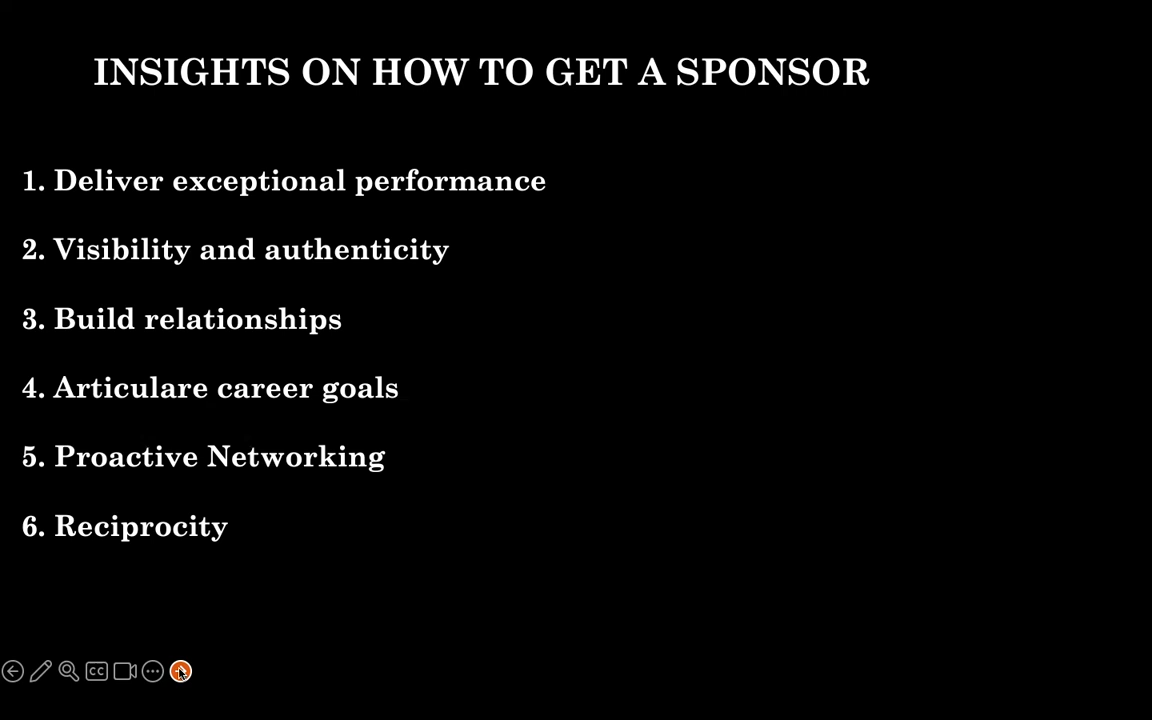 INSIGHTS ON HOW TO GET A SPONSOR
1. Deliver exceptional performance
2. Visibility and authenticity
3. Build relationships
4. Articulare career goals
5. Proactive Networking
6. Reciprocity
CC